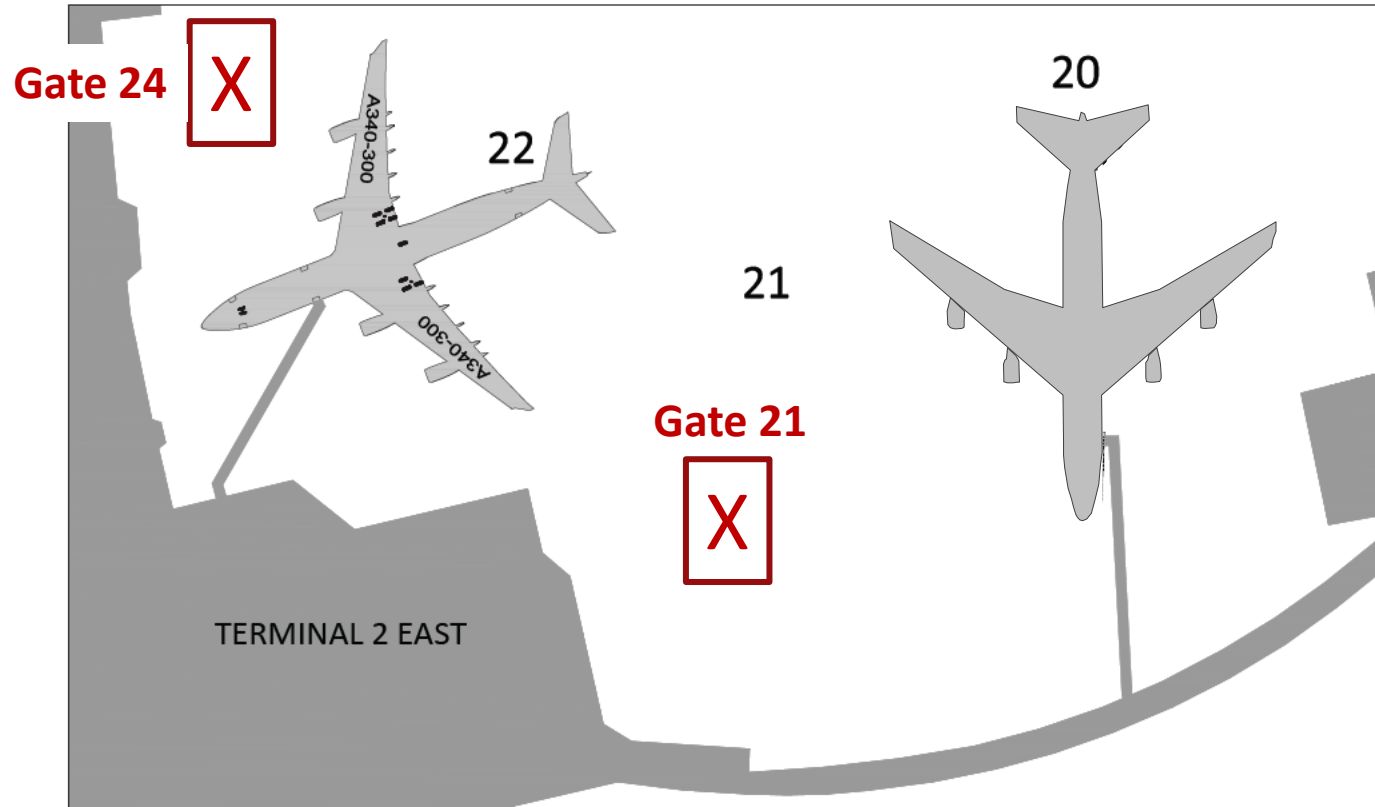 Gate 24
X
A340-300
22
20
21
A340-300
Gate 21
X
TERMINAL 2 EAST